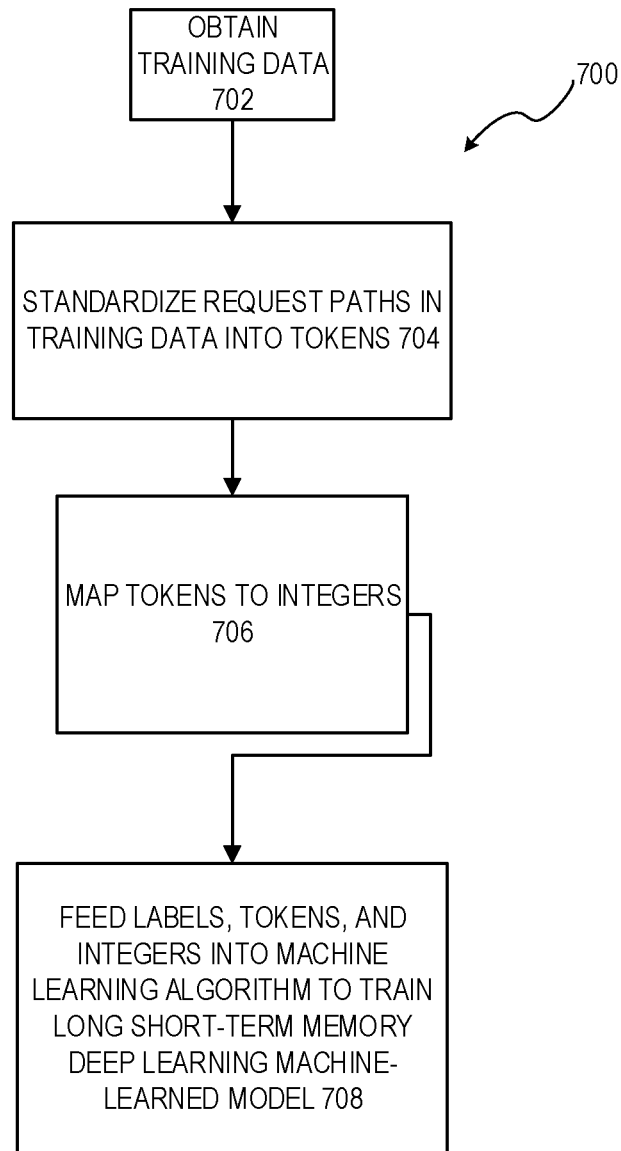 OBTAIN
TRAINING DATA
702
700
STANDARDIZE REQUEST PATHS IN
TRAINING DATA INTO TOKENS 704
MAP TOKENS TO INTEGERS
706
FEED LABELS, TOKENS, AND
INTEGERS INTO MACHINE
LEARNING ALGORITHM TO TRAIN
LONG SHORT-TERM MEMORY
DEEP LEARNING MACHINE-
LEARNED MODEL 708